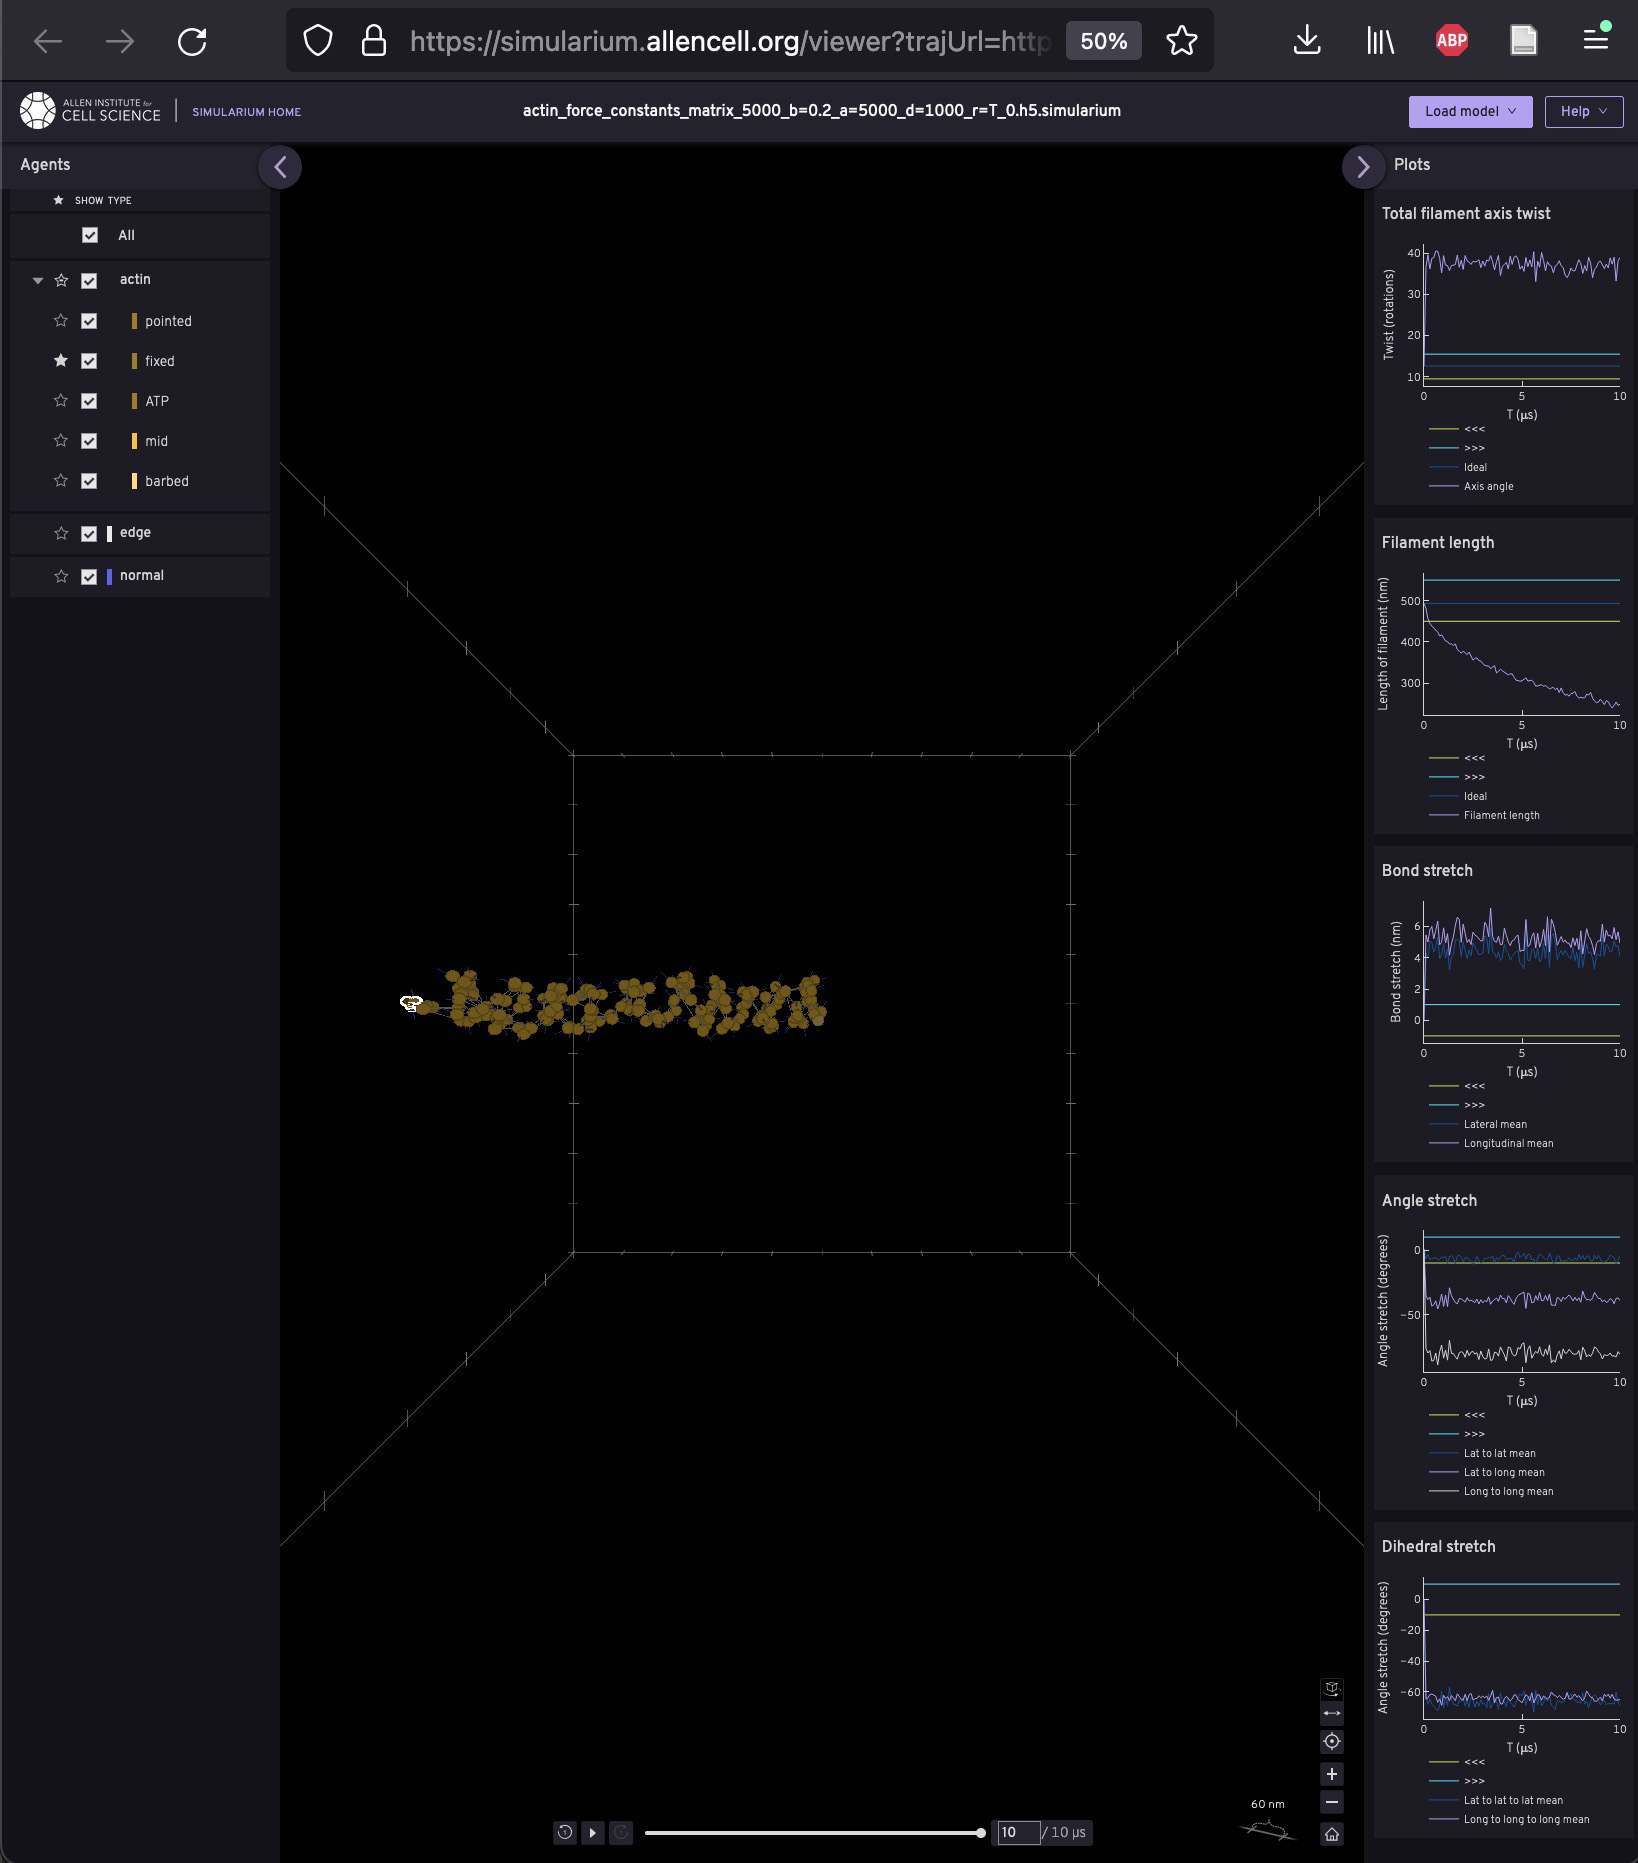 https://simularium.allencell.org/viewer?trajUrl=http
50%
ABP
ALLEN INSTITUTE for
CELL SCIENCE
SIMULARIUM HOME
actin_force_constants_matrix_5000_b=0.2_a=5000_d=1000_r=T_0.h5.simularium
Load model
Help
Agents
SHOW TYPE
All
actin
pointed
fixed
ATP
mid
barbed
edge
normal
60 nm
10 / 10 µs
Plots
Total filament axis twist
Twist (rotations)
40
30
20
10
0 5 10
T (µs)
<<<
>>>
Ideal
Axis angle
Filament length
Length of filament (nm)
500
400
300
0 5 10
T (µs)
<<<
>>>
Ideal
Filament length
Bond stretch
Bond stretch (nm)
6
4
2
0
0 5 10
T (µs)
<<<
>>>
Lateral mean
Longitudinal mean
Angle stretch
Angle stretch (degrees)
0
−50
0 5 10
T (µs)
<<<
>>>
Lat to lat mean
Lat to long mean
Long to long mean
Dihedral stretch
Angle stretch (degrees)
0
−20
−40
−60
0 5 10
T (µs)
<<<
>>>
Lat to lat to lat mean
Long to long to long mean